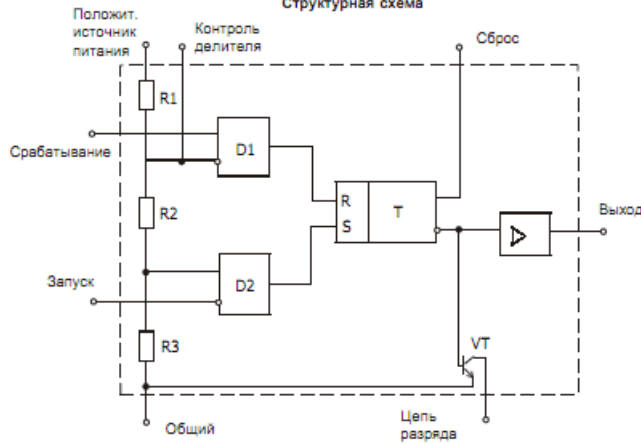 Структурная схема
Положит.
источник
питания
Контроль
делителя
Сброс
R1
Срабатывание
D1
R2
R
S
T
Выход
Запуск
D2
R3
VT
Общий
Цепь
разряда